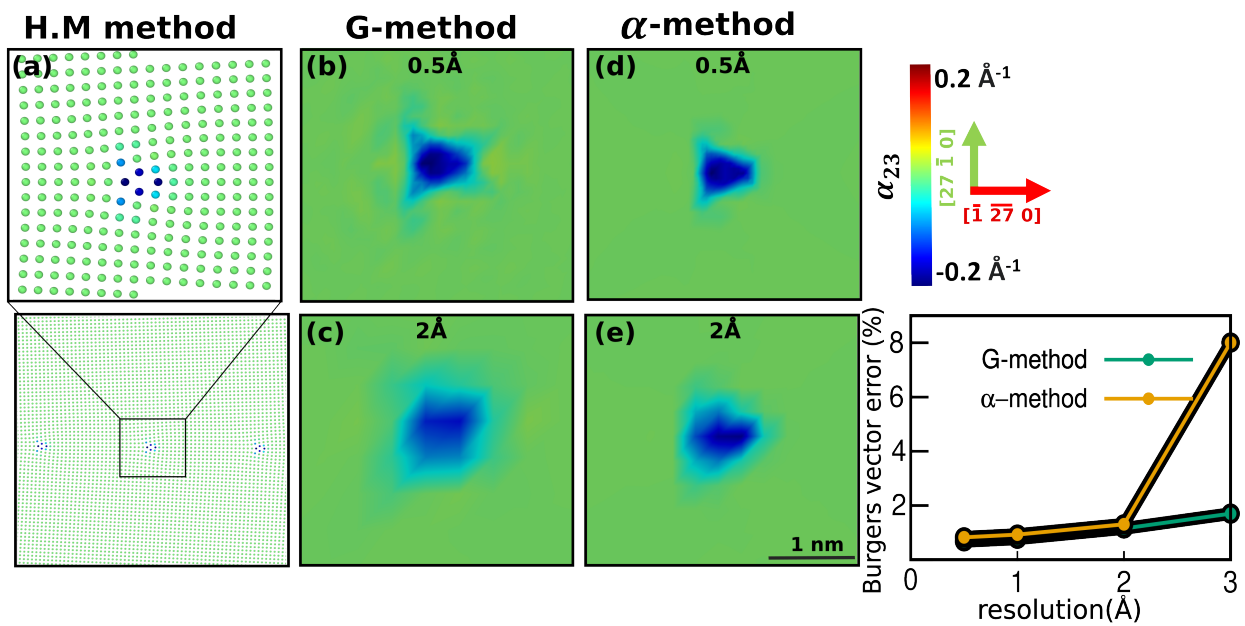 H.M method
G-method
α-method
(a)
(b)
0.5Å
(d)
0.5Å
0.2 Å-1
α23
[27 1̅ 0]
[1̅ 2̅7̅ 0]
-0.2 Å-1
(c)
2Å
(e)
2Å
1 nm
Burgers vector error (%)
8
6
4
2
G-method
α–method
0 1 2 3
resolution(Å)